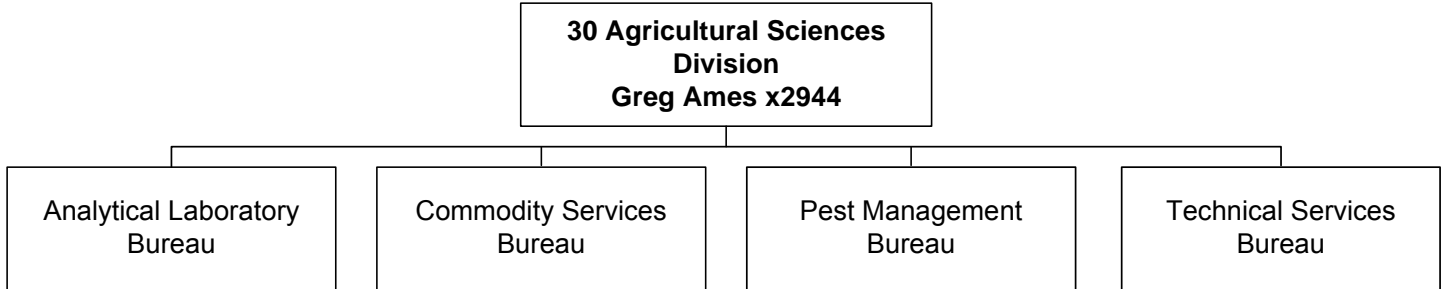 30 Agricultural Sciences
Division
Greg Ames x2944
Analytical Laboratory
Bureau
Commodity Services
Bureau
Pest Management
Bureau
Technical Services
Bureau